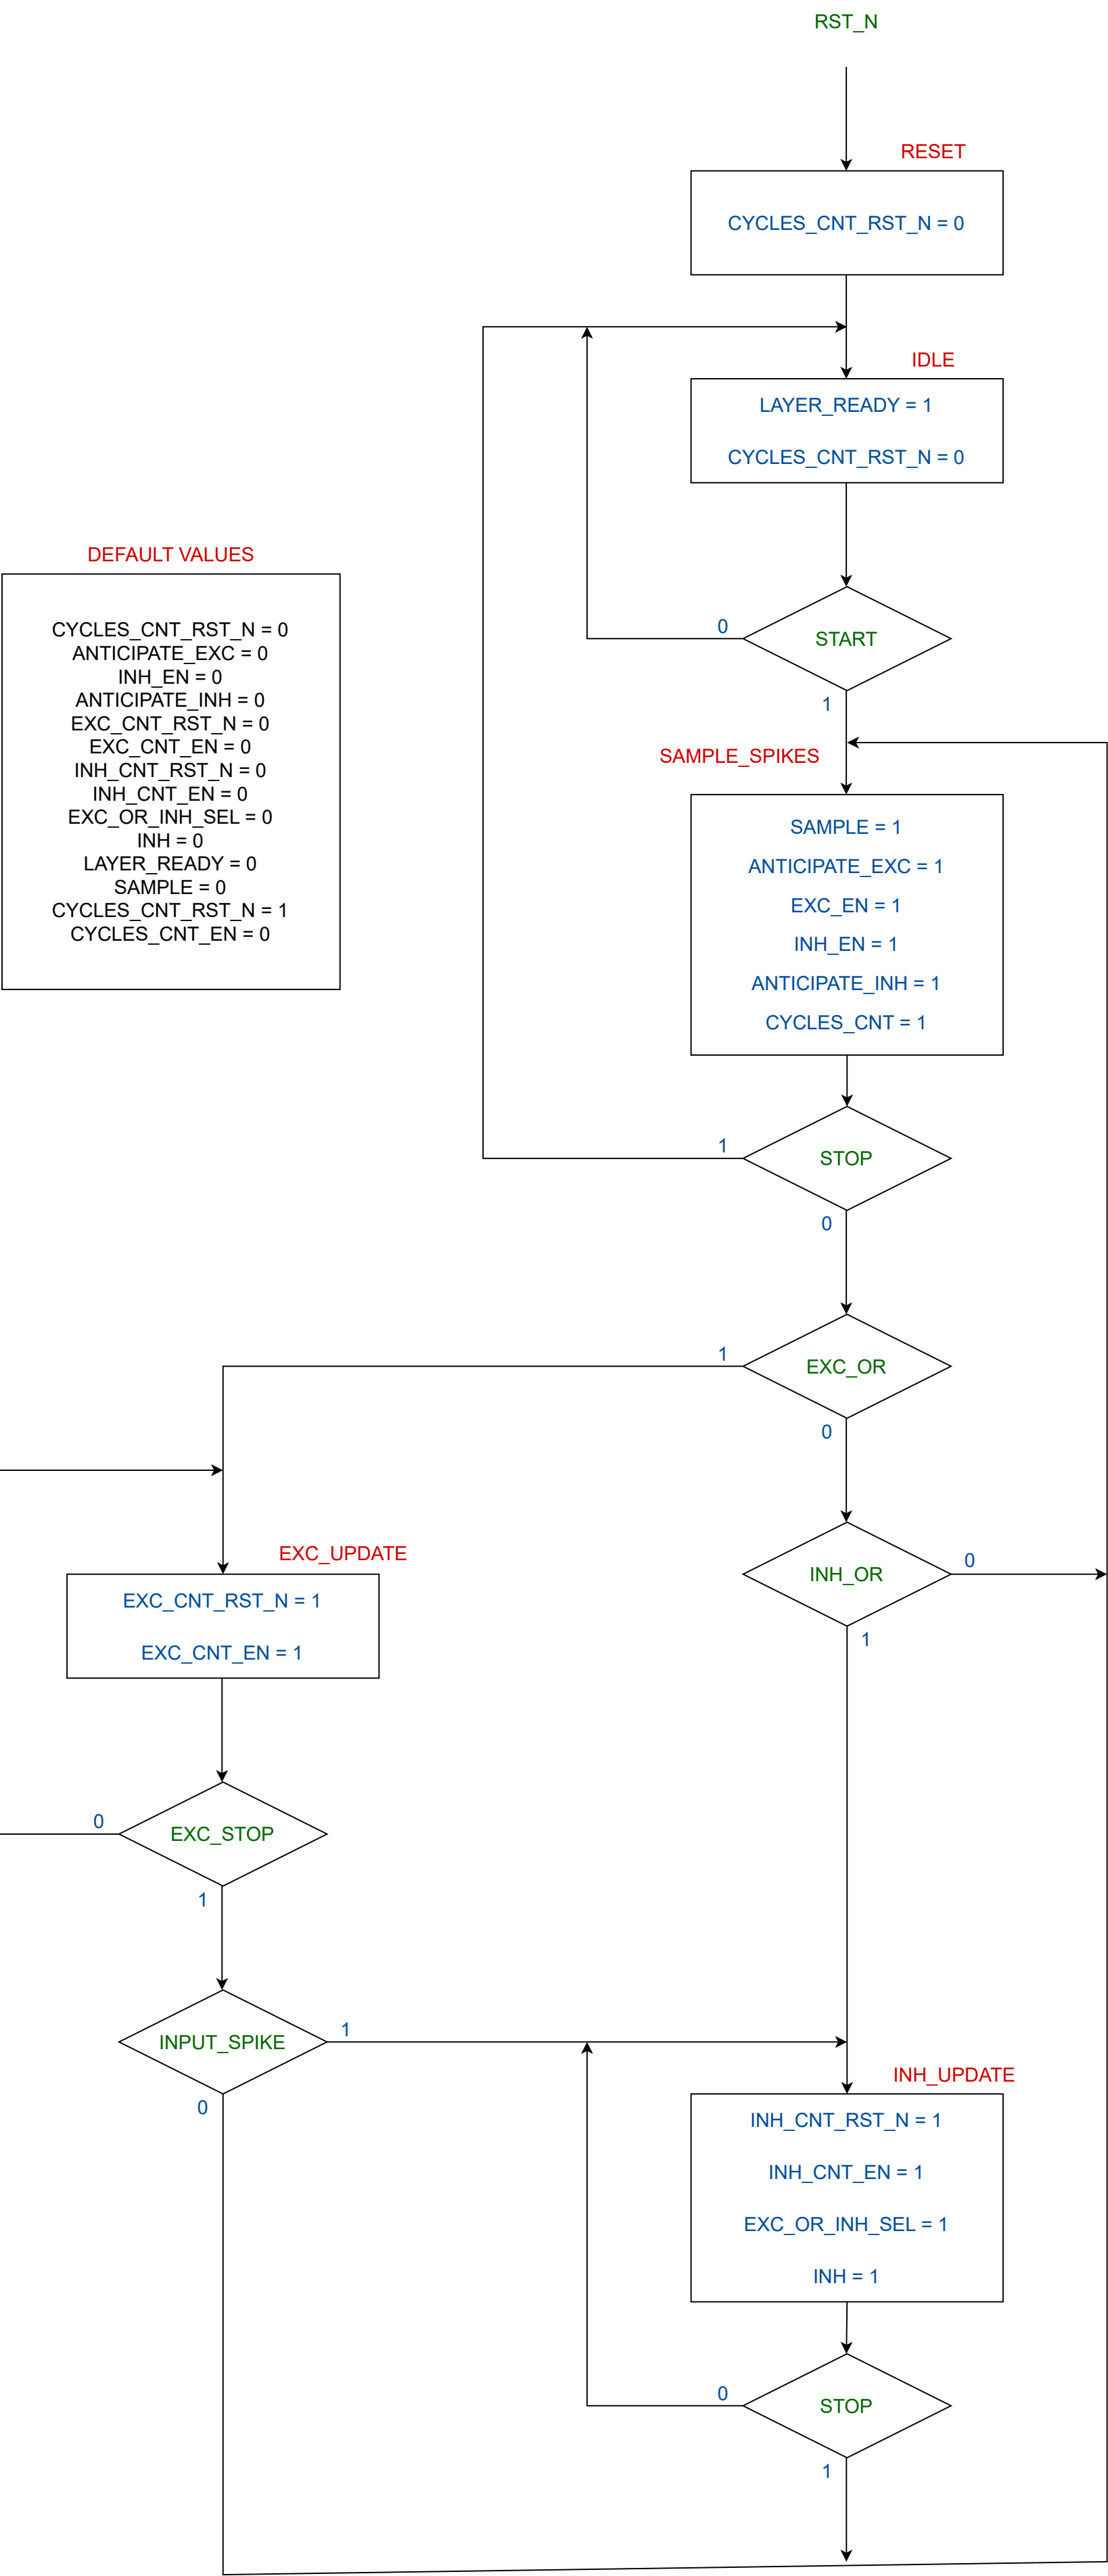 RST_N
RESET
CYCLES_CNT_RST_N = 0
IDLE
LAYER_READY = 1
CYCLES_CNT_RST_N = 0
DEFAULT VALUES
CYCLES_CNT_RST_N = 0
ANTICIPATE_EXC = 0
INH_EN = 0
ANTICIPATE_INH = 0
EXC_CNT_RST_N = 0
EXC_CNT_EN = 0
INH_CNT_RST_N = 0
INH_CNT_EN = 0
EXC_OR_INH_SEL = 0
INH = 0
LAYER_READY = 0
SAMPLE = 0
CYCLES_CNT_RST_N = 1
CYCLES_CNT_EN = 0
0
START
1
SAMPLE_SPIKES
SAMPLE = 1
ANTICIPATE_EXC = 1
EXC_EN = 1
INH_EN = 1
ANTICIPATE_INH = 1
CYCLES_CNT = 1
1
STOP
0
1
EXC_OR
0
EXC_UPDATE
EXC_CNT_RST_N = 1
EXC_CNT_EN = 1
INH_OR
0
1
0
EXC_STOP
1
INPUT_SPIKE
1
0
INH_UPDATE
INH_CNT_RST_N = 1
INH_CNT_EN = 1
EXC_OR_INH_SEL = 1
INH = 1
0
STOP
1